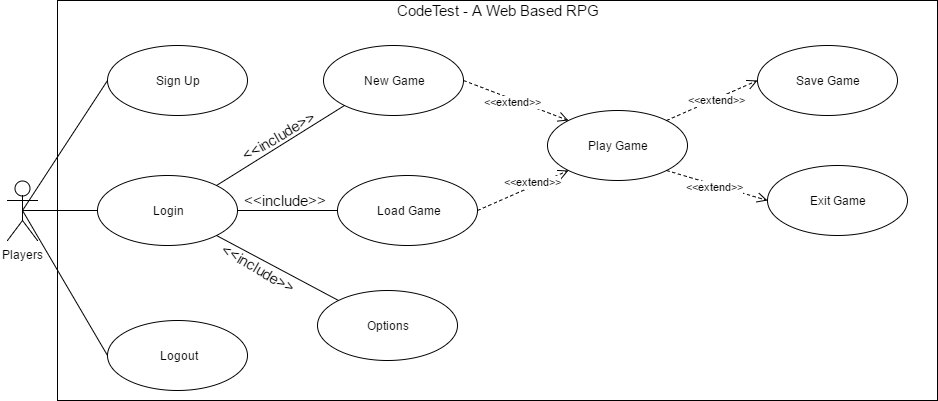 CodeTest - A Web Based RPG
Sign Up
New Game
Save Game
<<extend>>
<<extend>>
<<include>>
Play Game
<<extend>>
<<extend>>
Login
<<include>>
Load Game
Exit Game
Players
<<include>>
Options
Logout